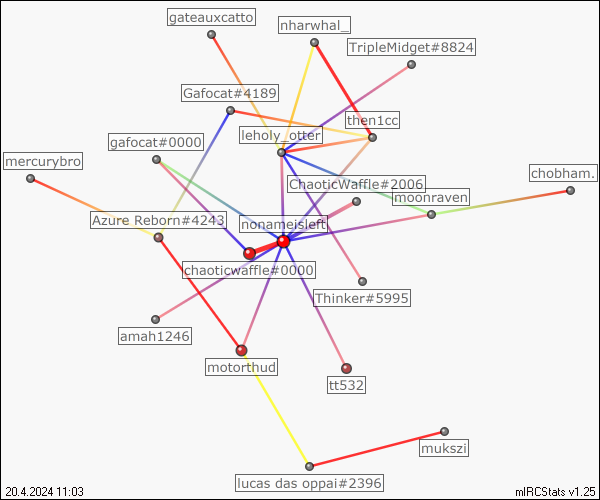 gateauxcatto
nharwhal_
TripleMidget#8824
Gafocat#4189
then1cc
leholy_oter
gafocat#0000
mercurybro
chobham.
ChaoticWaffle#2006
moonraven
Azure Reborn#4243
nonameisleft
chaoticwaffle#0000
Thinker#5995
amah1246
motorthud
tt532
mukszi
lucas das oppai#2396
20.4.2024 11:03
mIRCStats v1.25